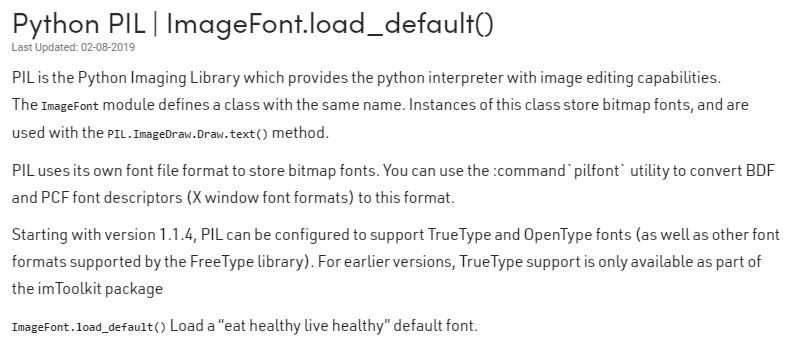 Python PIL | ImageFont.load_default()
Last Updated: 02-08-2019
PIL is the Python Imaging Library which provides the python interpreter with image editing capabilities.
The ImageFont module defines a class with the same name. Instances of this class store bitmap fonts, and are
used with the PIL.ImageDraw.Draw.text() method.
PIL uses its own font file format to store bitmap fonts. You can use the :command`pilfont` utility to convert BDF
and PCF font descriptors (X window font formats) to this format.
Starting with version 1.1.4, PIL can be configured to support TrueType and OpenType fonts (as well as other font
formats supported by the FreeType library). For earlier versions, TrueType support is only available as part of
the imToolkit package
ImageFont.load_default() Load a “eat healthy live healthy” default font.